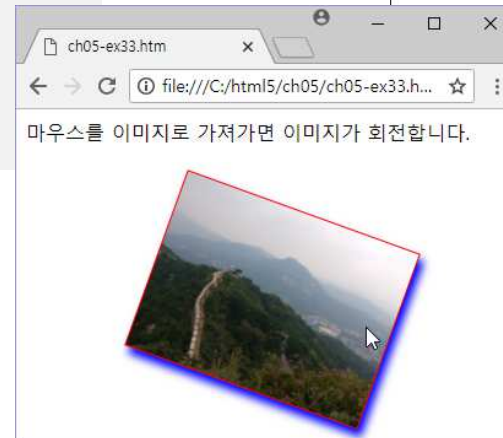 ch05-ex33.htm
file:///C:/html5/ch05/ch05-ex33.h...
마우스를 이미지로 가져가면 이미지가 회전합니다.